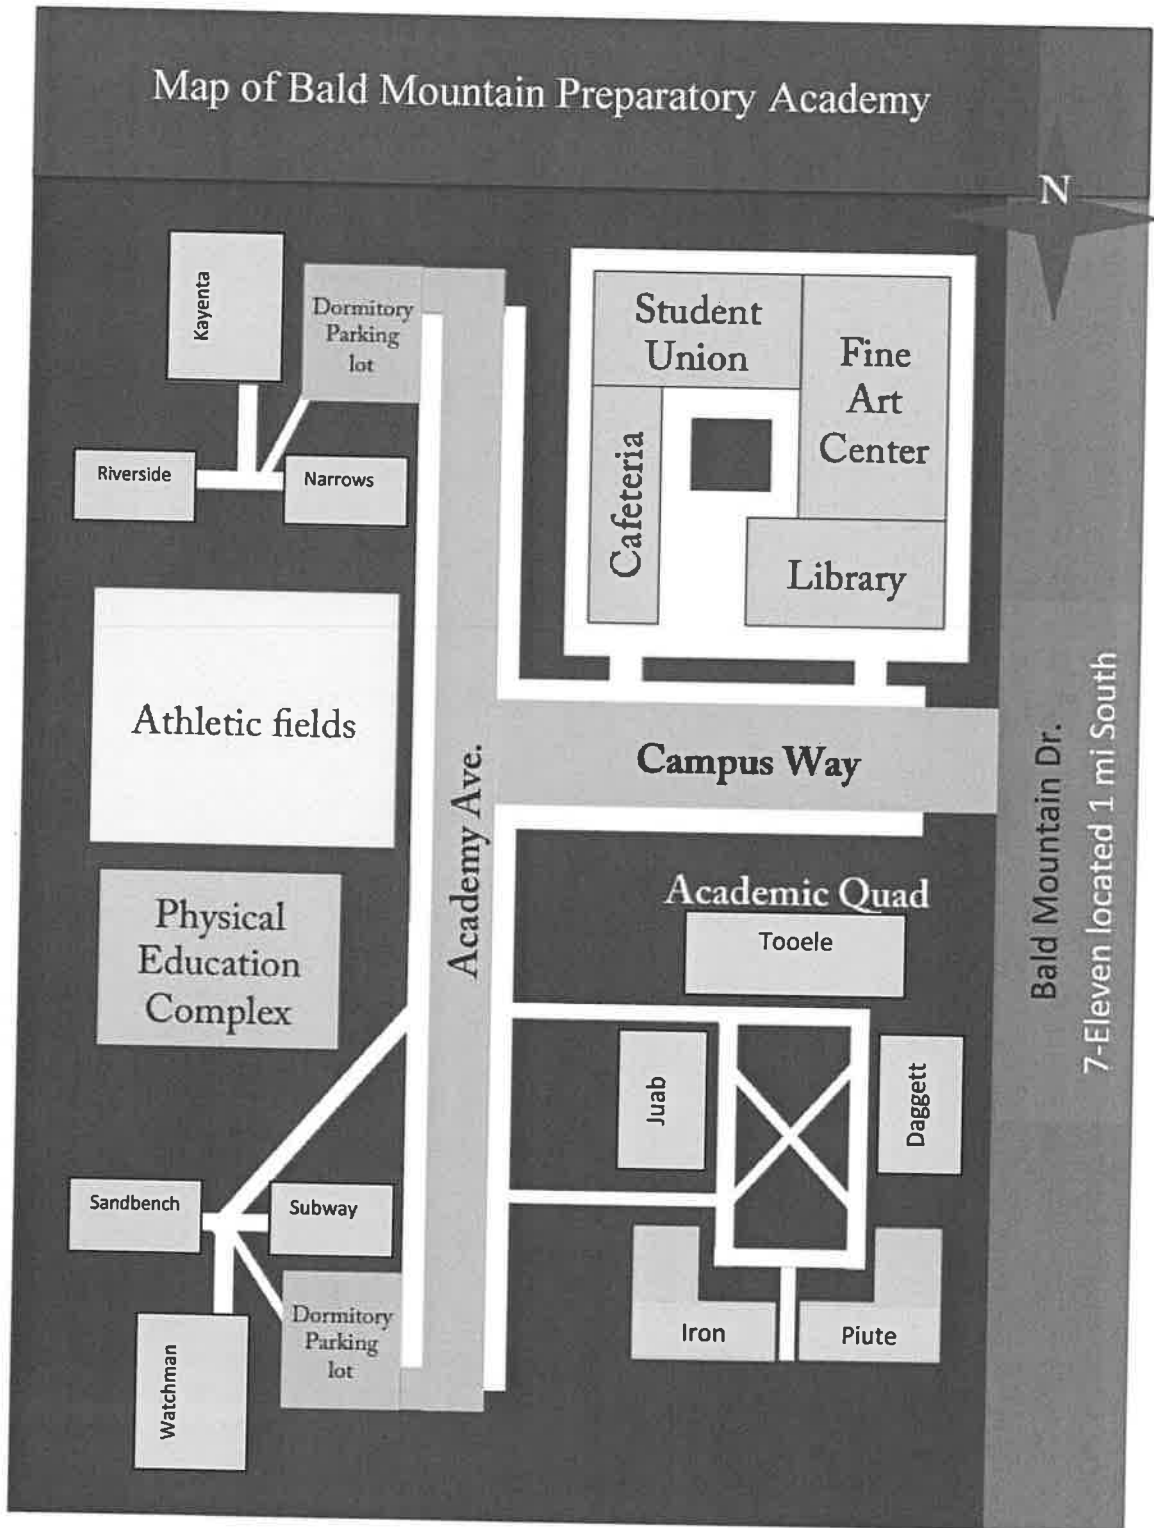 Map of Bald Mountain Preparatory Academy
N
Kayenta
Dormitory
Parking
lot
Riverside
Narrows
Student
Union
Fine
Art
Center
Cafeteria
Library
Athletic fields
Campus Way
Academy Ave.
Bald Mountain Dr.
7-Eleven located 1 mi South
Physical
Education
Complex
Academic Quad
Tooele
Juab
Daggett
Sandbench
Subway
Dormitory
Parking
lot
Watchman
Iron
Piute